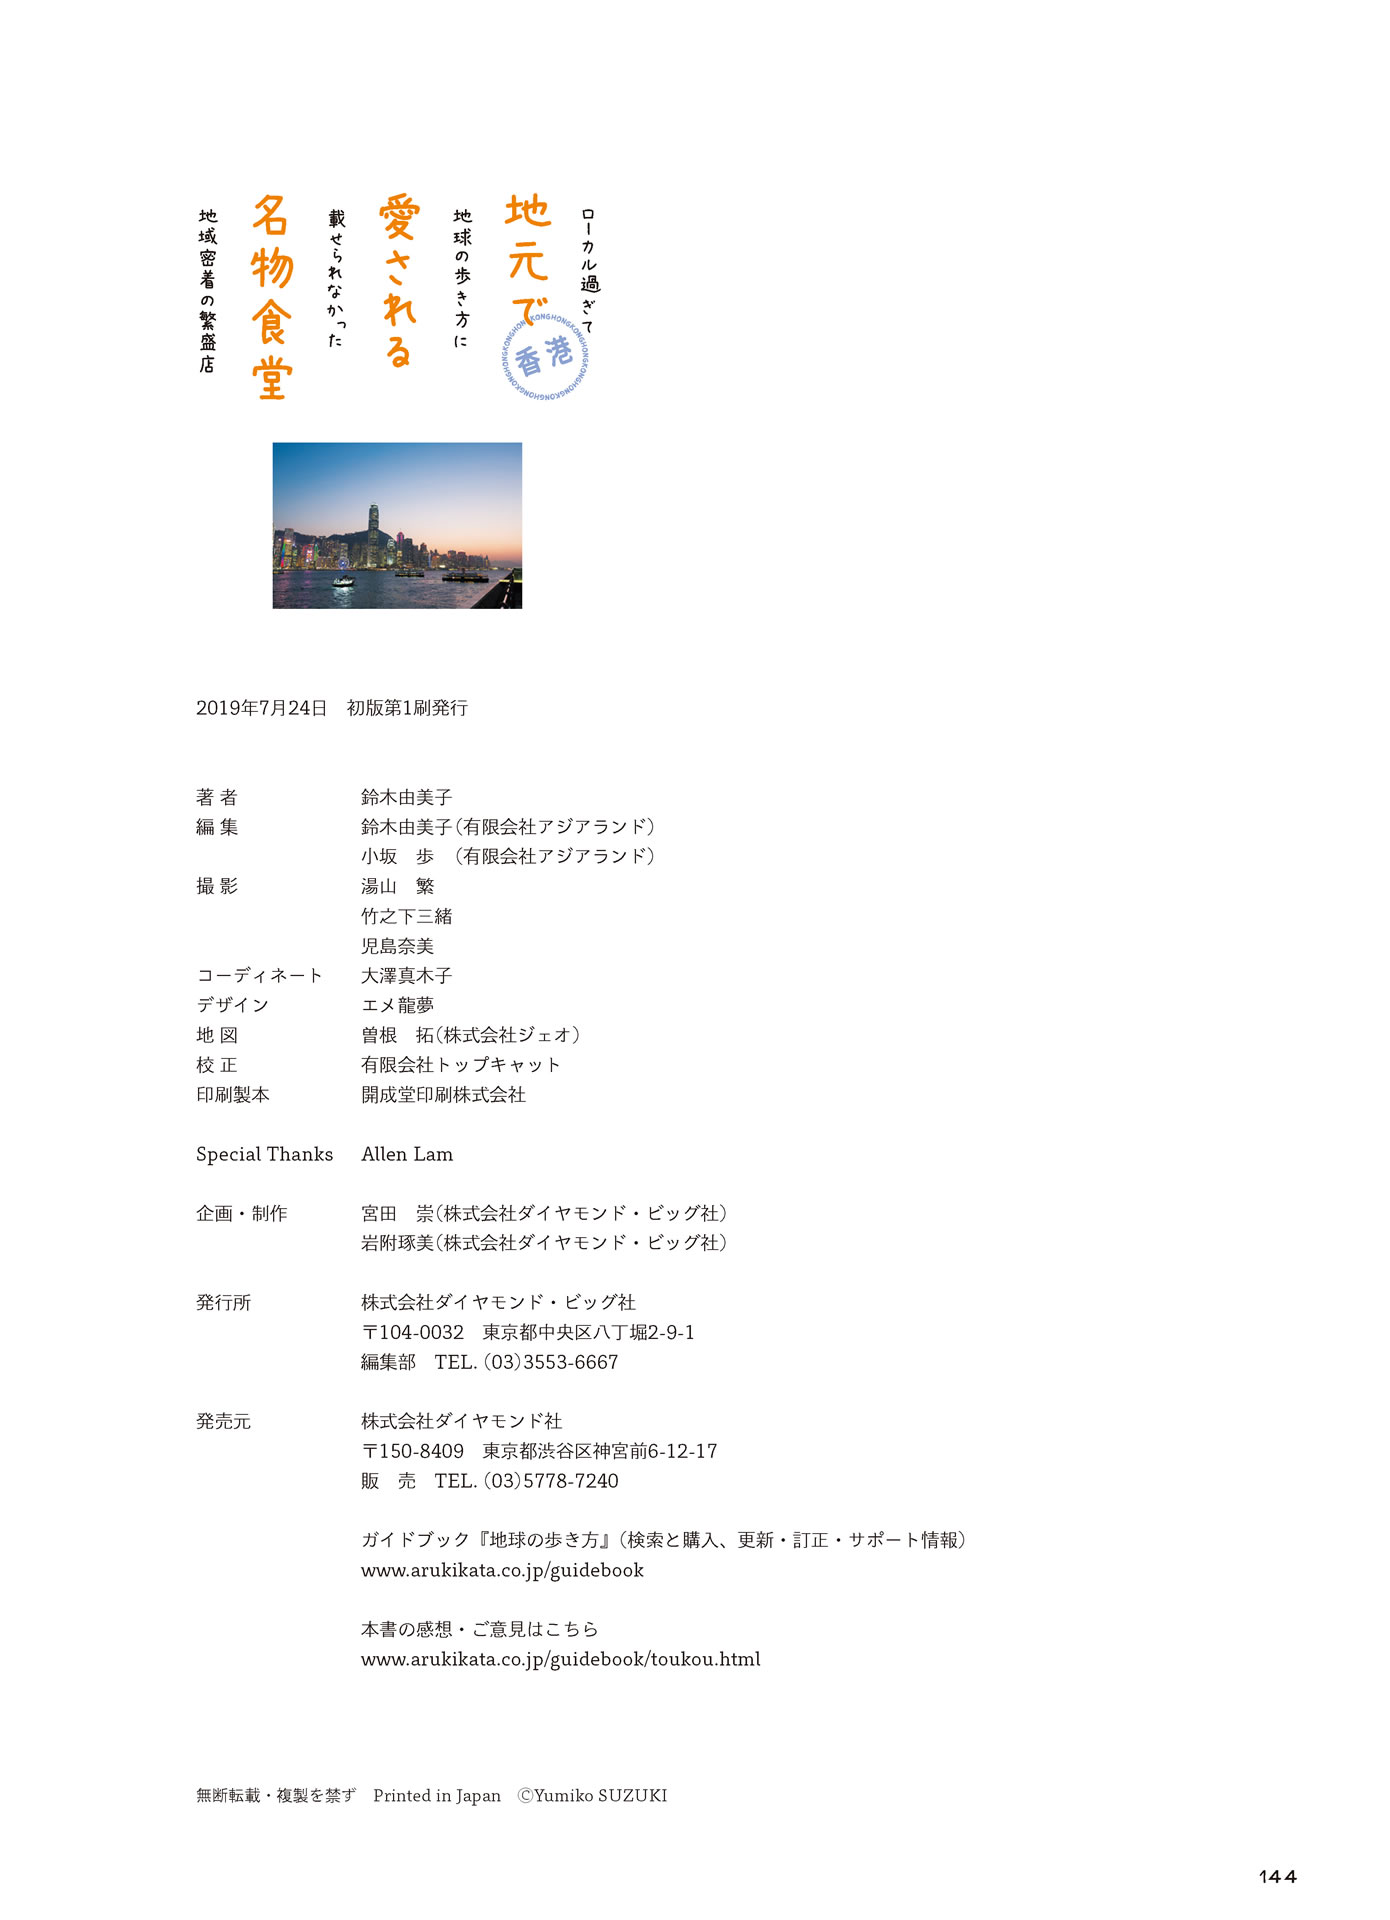 ローカル過ぎて
地元で
香港
HONGKONGHONGKONGHONGKONGHONGKONGHONGKONGHONGKONG
地球の歩き方に
愛される
載せられなかった
名物食堂
地域密着の繁盛店
2019年7月24日　初版第1刷発行
著 者　鈴木由美子
編 集　鈴木由美子（有限会社アジアランド）
小坂　歩　（有限会社アジアランド）
撮 影　湯山　繁
竹之下三緒
児島奈美
コーディネート　大澤真木子
デザイン　エメ龍夢
地 図　曽根　拓（株式会社ジェオ）
校 正　有限会社トップキャット
印刷製本　開成堂印刷株式会社
Special Thanks　Allen Lam
企画・制作　宮田　崇（株式会社ダイヤモンド・ビッグ社）
岩附琢美（株式会社ダイヤモンド・ビッグ社）
発行所　株式会社ダイヤモンド・ビッグ社
〒104-0032　東京都中央区八丁堀2-9-1
編集部　TEL.（03）3553-6667
発売元　株式会社ダイヤモンド社
〒150-8409　東京都渋谷区神宮前6-12-17
販　売　TEL.（03）5778-7240
ガイドブック『地球の歩き方』（検索と購入、更新・訂正・サポート情報）
www.arukikata.co.jp/guidebook
本書の感想・ご意見はこちら
www.arukikata.co.jp/guidebook/toukou.html
無断転載・複製を禁ず　Printed in Japan　ⒸYumiko SUZUKI
144